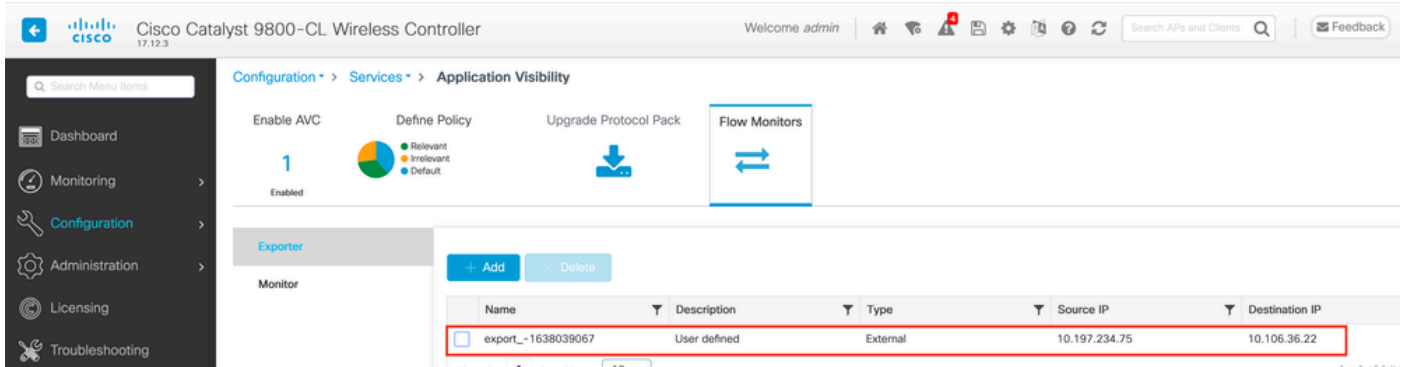 cisco
Cisco Catalyst 9800-CL Wireless Controller
17.12.3
Welcome admin
4
Search APs and Clients
Feedback
Search Menu Items
Dashboard
Monitoring
Configuration
Administration
Licensing
Troubleshooting
Configuration > Services > Application Visibility
Enable AVC
1
Enabled
Define Policy
Relevant
Irrelevant
Default
Upgrade Protocol Pack
Flow Monitors
Exporter
Monitor
+ Add
× Delete
Name Description Type Source IP Destination IP
export_-1638039067 User defined External 10.197.234.75 10.106.36.22